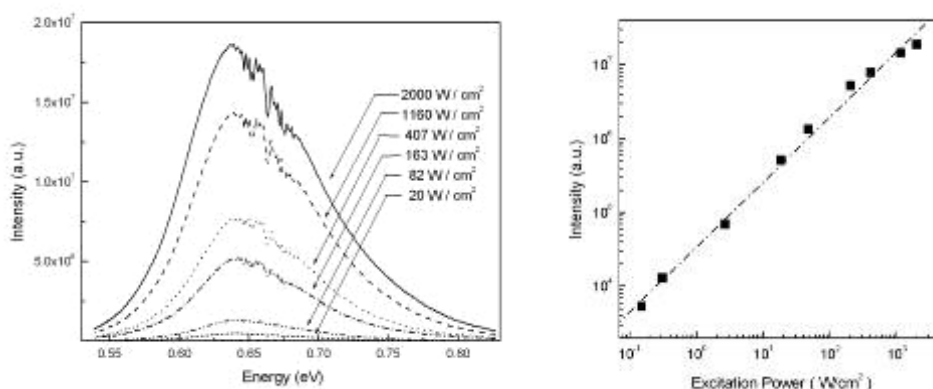 2.0x10⁷
1.5x10⁷
1.0x10⁷
5.0x10⁶
Intensity (a.u.)
2000 W / cm²
1160 W / cm²
407 W / cm²
163 W / cm²
82 W / cm²
20 W / cm²
0.55 0.60 0.65 0.70 0.75 0.80
Energy (eV)
10⁷
10⁶
10⁵
10⁴
Intensity (a.u.)
10⁻¹ 10⁰ 10¹ 10² 10³
Excitation Power ( W/cm²)